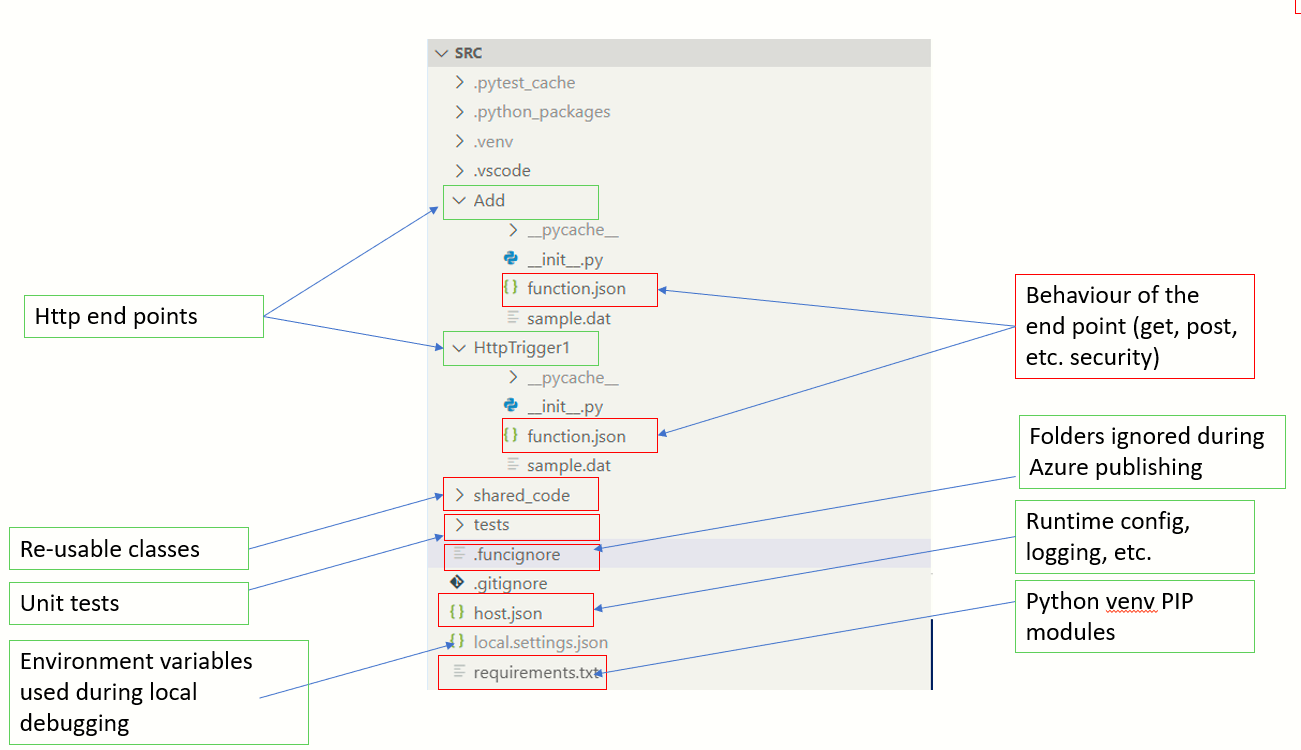 SRC
.pytest_cache
.python_packages
.venv
.vscode
Add
__pycache__
__init__.py
function.json
sample.dat
HttpTrigger1
__pycache__
__init__.py
function.json
sample.dat
shared_code
tests
.funcignore
.gitignore
host.json
local.settings.json
requirements.txt
Http end points
Re-usable classes
Unit tests
Environment variables
used during local
debugging
Behaviour of the
end point (get, post,
etc. security)
Folders ignored during
Azure publishing
Runtime config,
logging, etc.
Python venv PIP
modules